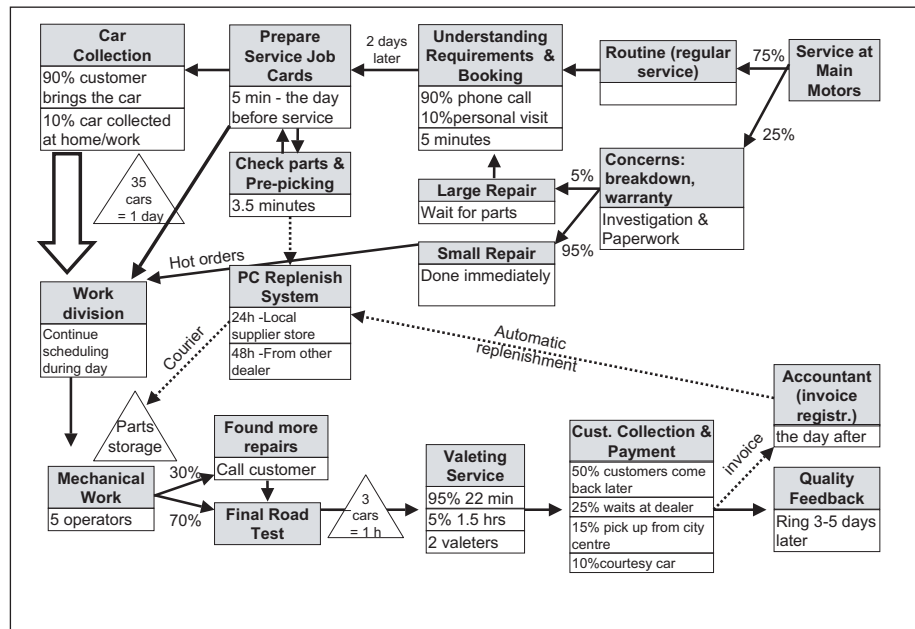 Car
Collection
90% customer
brings the car
10% car collected
at home/work
Prepare
Service Job
Cards
5 min - the day
before service
2 days
later
Understanding
Requirements &
Booking
90% phone call
10%personal visit
5 minutes
Routine (regular
service)
75%
Service at
Main
Motors
25%
35
cars
= 1 day
Check parts &
Pre-picking
3.5 minutes
Large Repair
Wait for parts
5%
Concerns:
breakdown,
warranty
Investigation &
Paperwork
95%
Small Repair
Done immediately
Hot orders
Work
division
Continue
scheduling
during day
PC Replenish
System
24h -Local
supplier store
48h -From other
dealer
Courier
Automatic
replenishment
Accountant
(invoice
registr.)
the day after
Parts
storage
Found more
repairs
Call customer
30%
Mechanical
Work
5 operators
70%
Final Road
Test
3
cars
= 1 h
Valeting
Service
95% 22 min
5% 1.5 hrs
2 valeters
Cust. Collection &
Payment
50% customers come
back later
25% waits at dealer
15% pick up from city
centre
10%courtesy car
invoice
Quality
Feedback
Ring 3-5 days
later